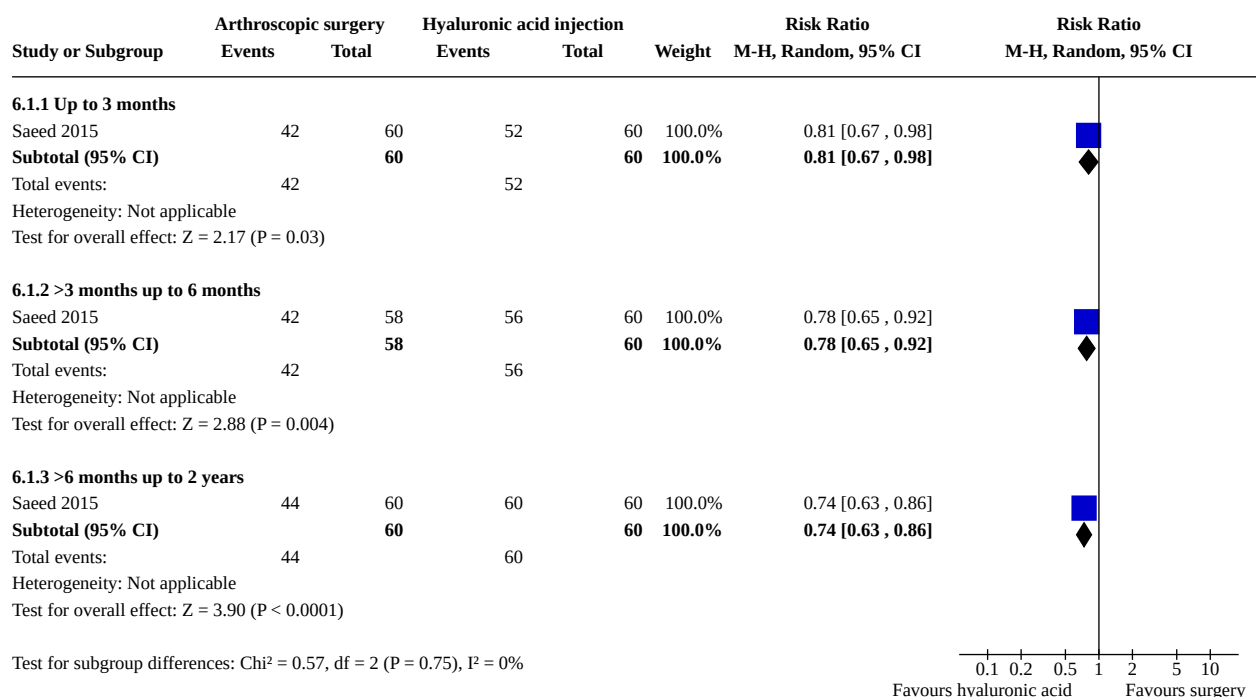 Arthroscopic surgery Hyaluronic acid injection Risk Ratio Risk Ratio
Study or Subgroup Events Total Events Total Weight M-H, Random, 95% CI M-H, Random, 95% CI
6.1.1 Up to 3 months
Saeed 2015 42 60 52 60 100.0% 0.81 [0.67 , 0.98]
Subtotal (95% CI) 60 60 100.0% 0.81 [0.67 , 0.98]
Total events: 42 52
Heterogeneity: Not applicable
Test for overall effect: Z = 2.17 (P = 0.03)
6.1.2 >3 months up to 6 months
Saeed 2015 42 58 56 60 100.0% 0.78 [0.65 , 0.92]
Subtotal (95% CI) 58 60 100.0% 0.78 [0.65 , 0.92]
Total events: 42 56
Heterogeneity: Not applicable
Test for overall effect: Z = 2.88 (P = 0.004)
6.1.3 >6 months up to 2 years
Saeed 2015 44 60 60 60 100.0% 0.74 [0.63 , 0.86]
Subtotal (95% CI) 60 60 100.0% 0.74 [0.63 , 0.86]
Total events: 44 60
Heterogeneity: Not applicable
Test for overall effect: Z = 3.90 (P < 0.0001)
Test for subgroup differences: Chi² = 0.57, df = 2 (P = 0.75), I² = 0%
0.1 0.2 0.5 1 2 5 10
Favours hyaluronic acid Favours surgery